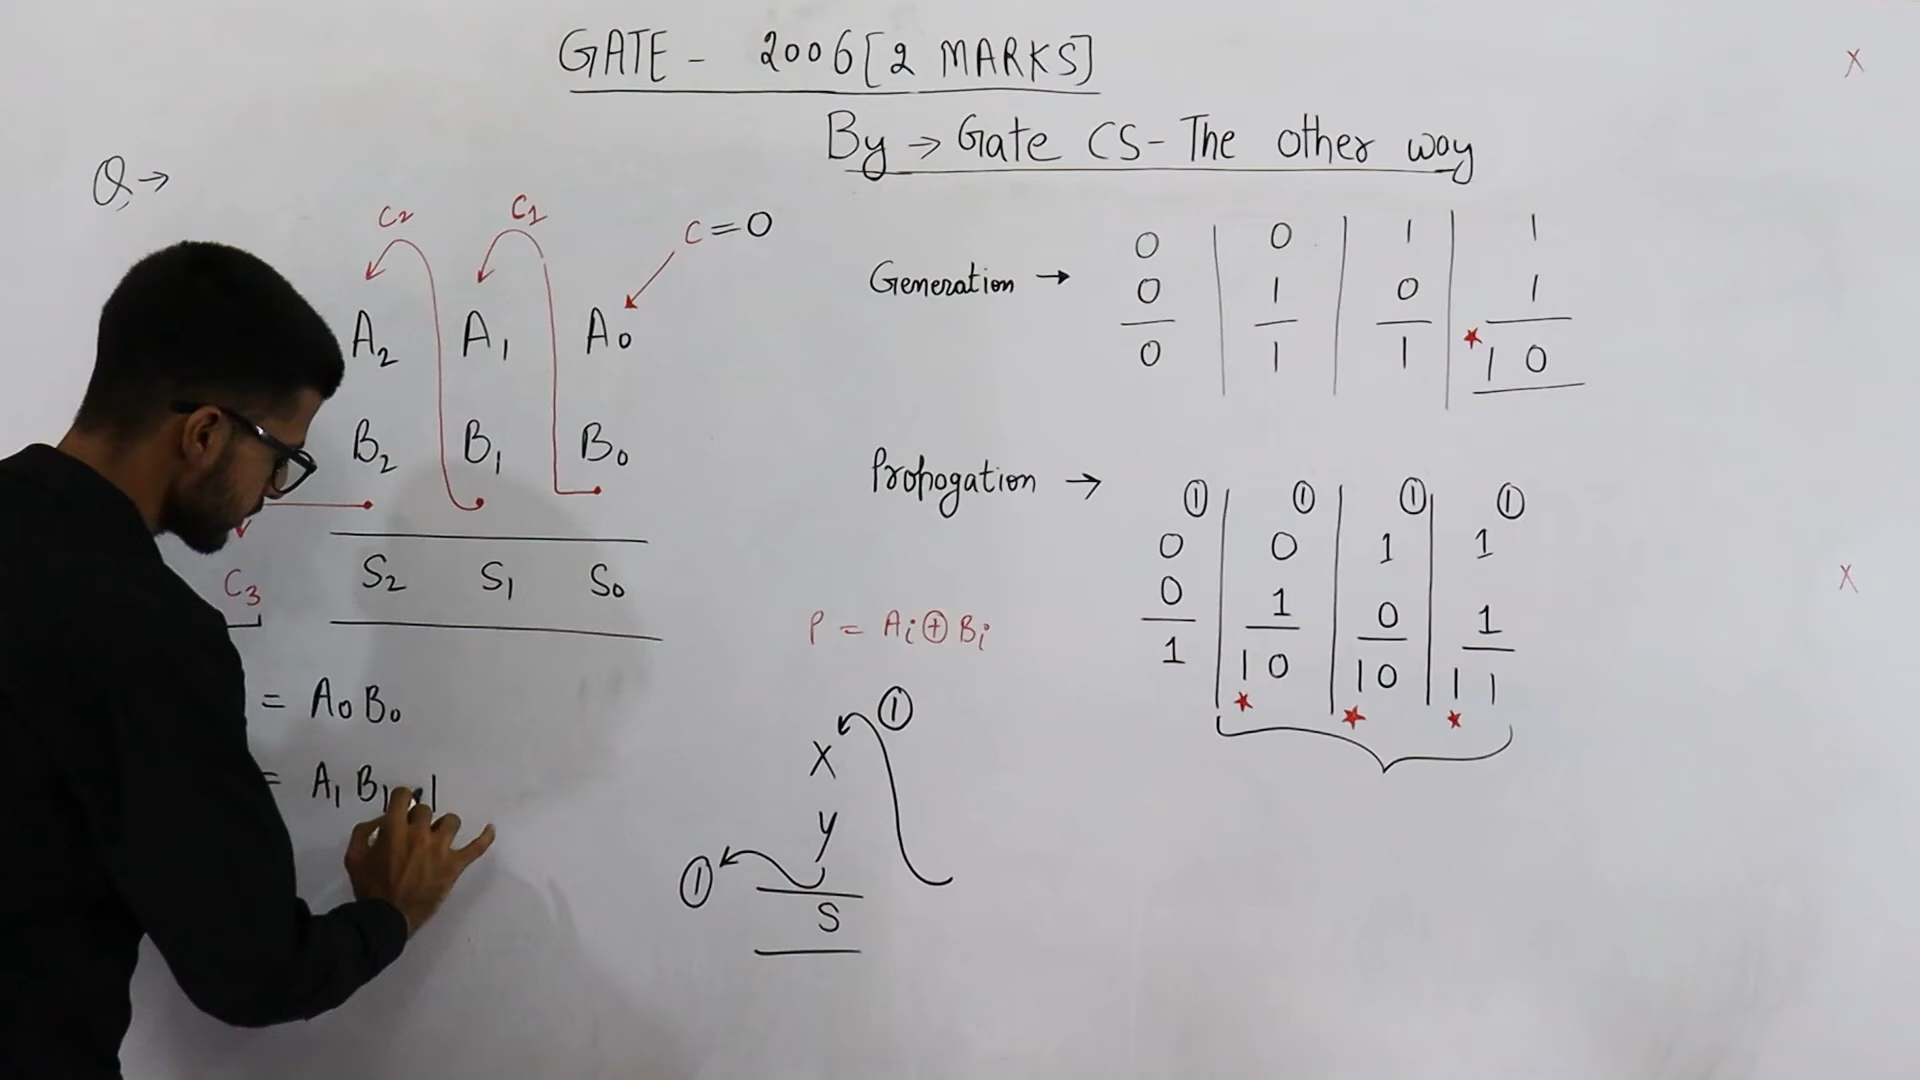 GATE - 2006 [2 MARKS]
By → Gate CS - The other way
Q →
C2 C1 C = 0
A2 A1 A0
B2 B1 B0
S2 S1 S0
C3
= A0 B0
= A1 B1 +
Generation →
0 | 0 | 1 | 1
0 | 1 | 0 | 1
0 | 1 | 1 | 10
Propogation →
① | ① | ① | ①
0 | 0 | 1 | 1
0 | 1 | 0 | 1
1 | 10 | 10 | 11
P = Ai ⊕ Bi
①
X
Y
①
S
X
X